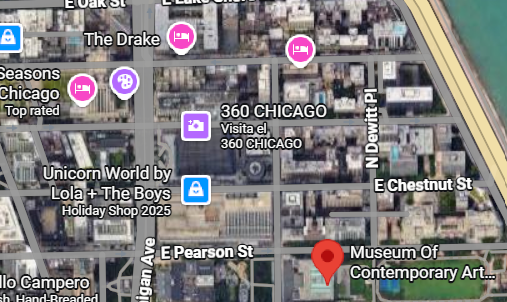 E Oak St
E Lake Shore
The Drake
Seasons
Chicago
Top rated
360 CHICAGO
Visita el
360 CHICAGO
N Dewitt Pl
Unicorn World by
Lola + The Boys
Holiday Shop 2025
E Chestnut St
E Pearson St
Museum Of
Contemporary Art...
igan Ave
llo Campero
sh, Hand-Breaded